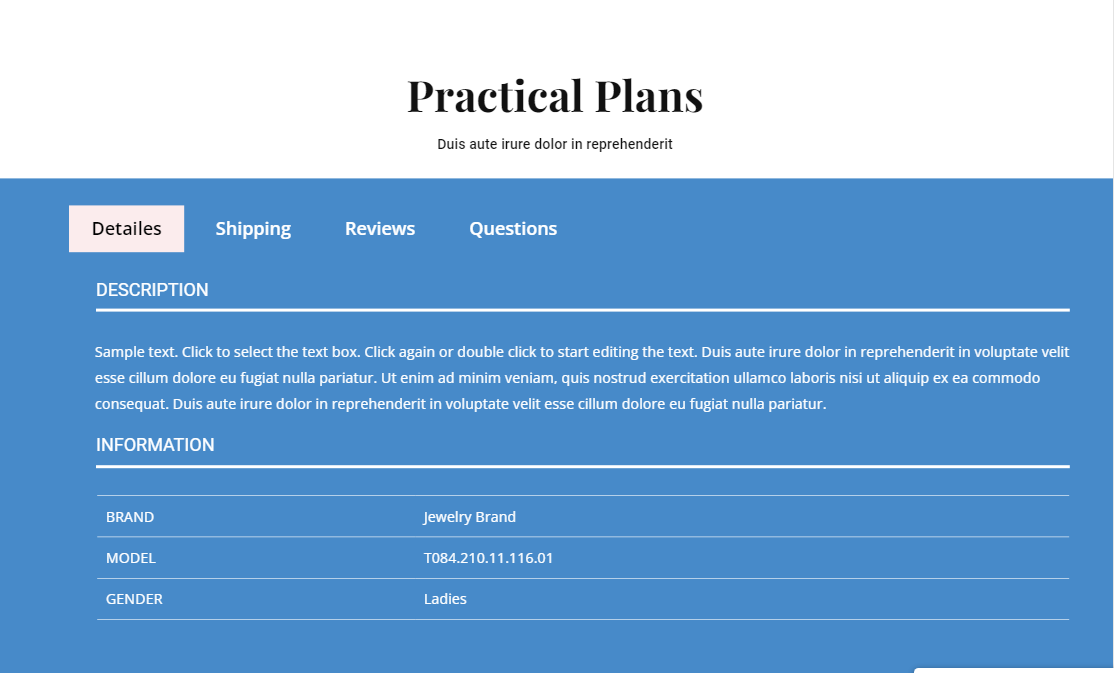 Practical Plans
Duis aute irure dolor in reprehenderit
Detailes Shipping Reviews Questions
DESCRIPTION
Sample text. Click to select the text box. Click again or double click to start editing the text. Duis aute irure dolor in reprehenderit in voluptate velit
esse cillum dolore eu fugiat nulla pariatur. Ut enim ad minim veniam, quis nostrud exercitation ullamco laboris nisi ut aliquip ex ea commodo
consequat. Duis aute irure dolor in reprehenderit in voluptate velit esse cillum dolore eu fugiat nulla pariatur.
INFORMATION
BRAND Jewelry Brand
MODEL T084.210.11.116.01
GENDER Ladies